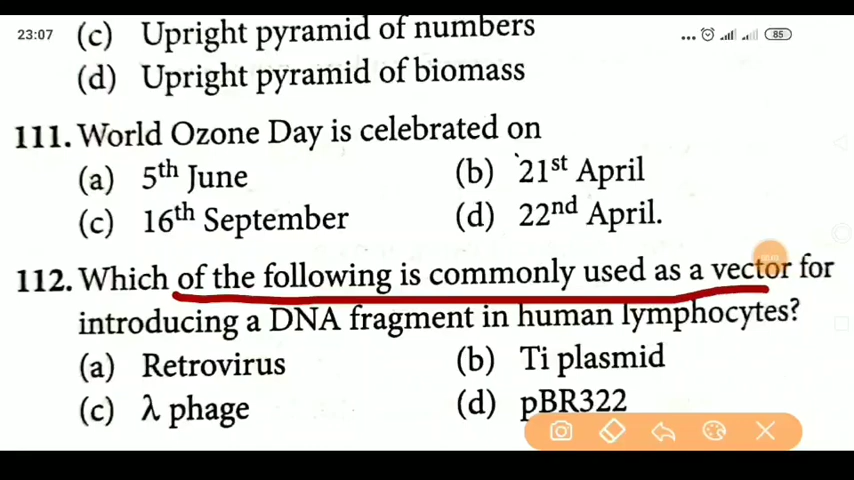 23:07
85
(c) Upright pyramid of numbers
(d) Upright pyramid of biomass
111. World Ozone Day is celebrated on
(a) 5th June (b) 21st April
(c) 16th September (d) 22nd April.
112. Which of the following is commonly used as a vector for
introducing a DNA fragment in human lymphocytes?
(a) Retrovirus (b) Ti plasmid
(c) λ phage (d) pBR322